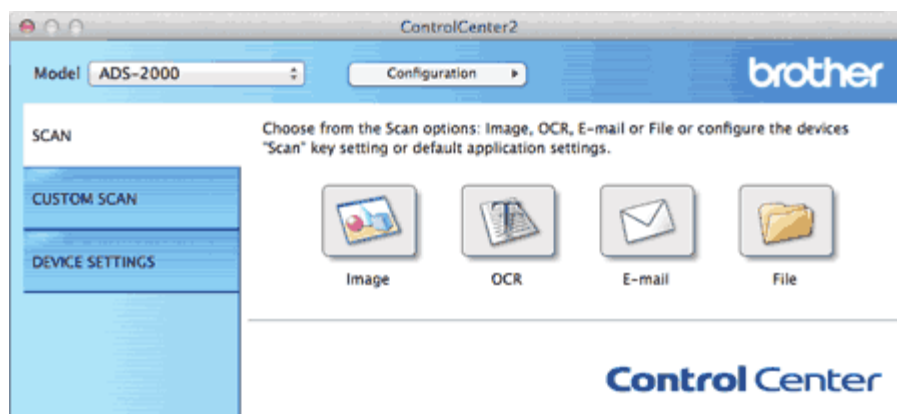 ControlCenter2
Model ADS-2000 Configuration brother
SCAN
CUSTOM SCAN
DEVICE SETTINGS
Choose from the Scan options: Image, OCR, E-mail or File or configure the devices
"Scan" key setting or default application settings.
Image OCR E-mail File
Control Center